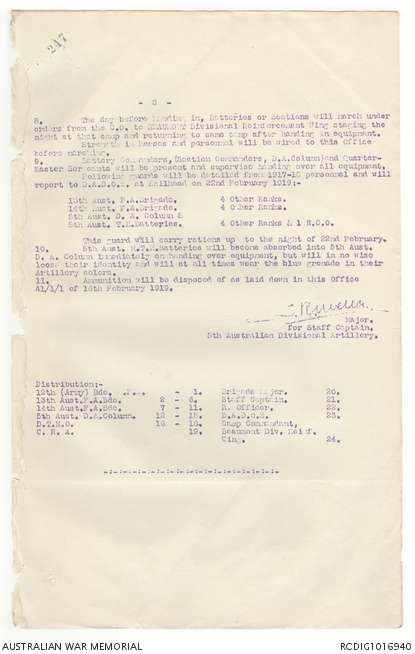 247
- 3 -
8. The day before handing in, Batteries or Sections will march under
orders from the C.O. to BEAUMONT Divisional Reinforcement Wing staging the
night at that camp and returning to same camp after handing in equipment.
Strength in horses and personnel will be wired to this Office
before marching.
9. Battery Commanders, Section Commanders, D.A.Column and Quarter-
master Sergeants will be present and supervise handing over all equipment.
Following guards will be detailed from 1917-18 personnel and will
report to D.A.D.O.S. at Railhead on 22nd February 1919:-
13th Aust. F.A.Brigade. 4 Other Ranks.
14th Aust. F.A.Brigade. 4 Other Ranks.
5th Aust. D.A. Column &
5th Aust. T.M.Batteries. 4 Other Ranks & 1 N.C.O.
This guard will carry rations up to the night of 22nd February.
10. 5th Aust. M.T.M.Batteries will become absorbed into 5th Aust.
D. A. Column immediately on handing over equipment, but will in no wise
lose their identity and will at all times wear the blue grenade in their
Artillery colors.
11. Ammunition will be disposed of as laid down in this Office
A1/1/1 of 16th February 1919.
Major.
for Staff Captain,
5th Australian Divisional Artillery.
Distribution:-
12th (Army) Bde. F.A. - 1. Brigade Major. 20.
13th Aust.F.A.Bde. 2 - 6. Staff Captain. 21.
14th Aust.F.A.Bde. 7 - 11. R. Officer. 22.
5th Aust. D.A.Column. 12 - 15. D.A.D.O.S. 23.
D.T.M.O. 16 - 18. Camp Commandant,
C. R. A. 19. Beaumont Div. Reinf.
Wing. 24.
-:-:-:-:-:-:-:-:-:-:-:-:-:-:-:-:-
AUSTRALIAN WAR MEMORIAL
RCDIG1016940